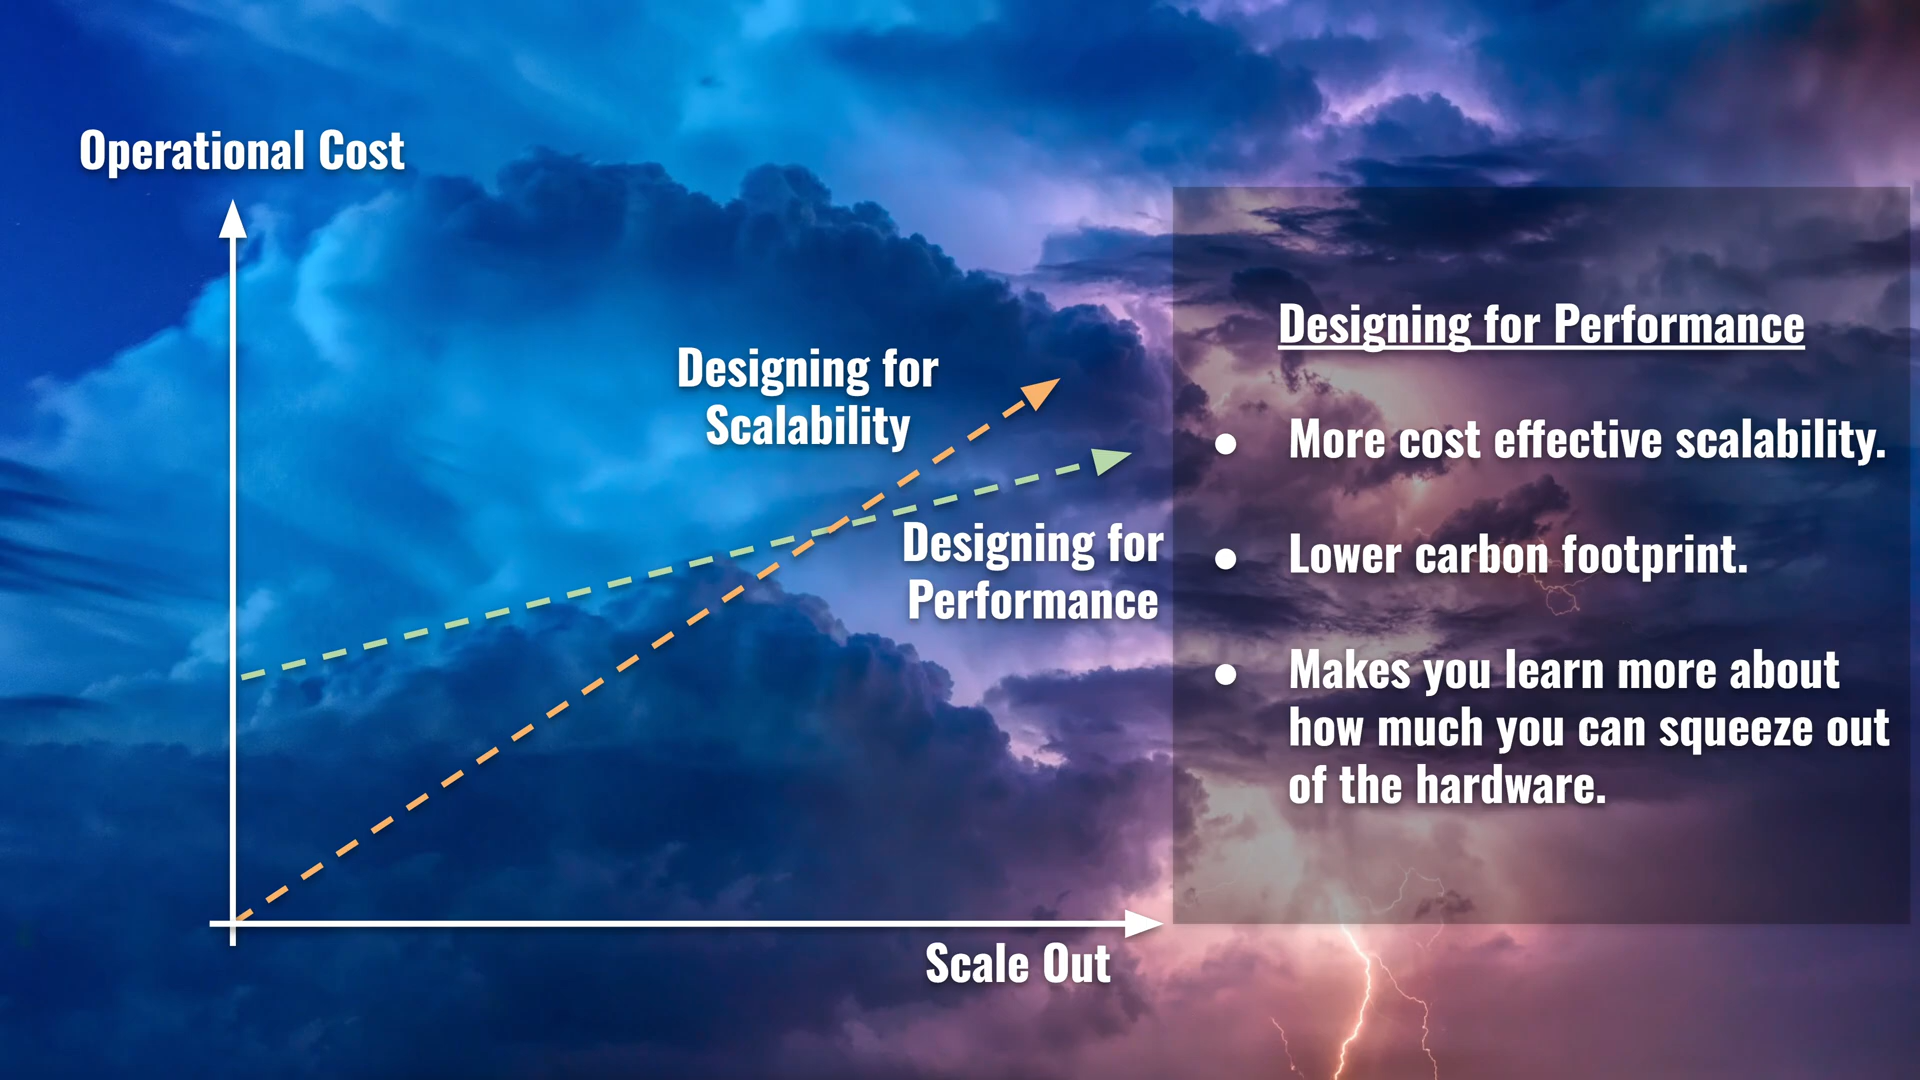 Operational Cost
Designing for
Scalability
Designing for
Performance
Scale Out
Designing for Performance
● More cost effective scalability.
● Lower carbon footprint.
● Makes you learn more about
how much you can squeeze out
of the hardware.